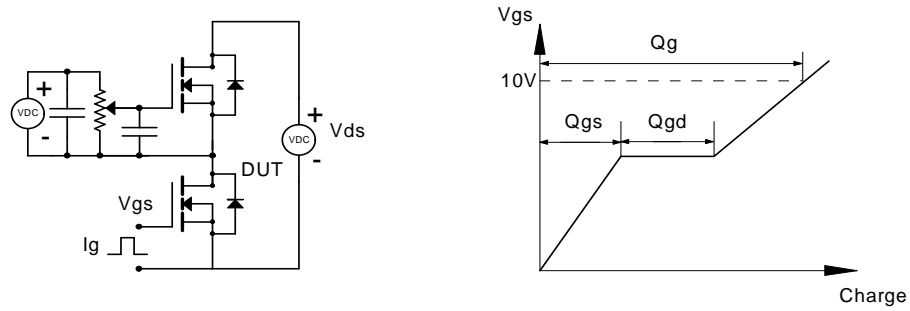 VDC
+
-
+
VDC
-
Vds
DUT
Vgs
Ig
Vgs
Qg
10V
Qgs
Qgd
Charge